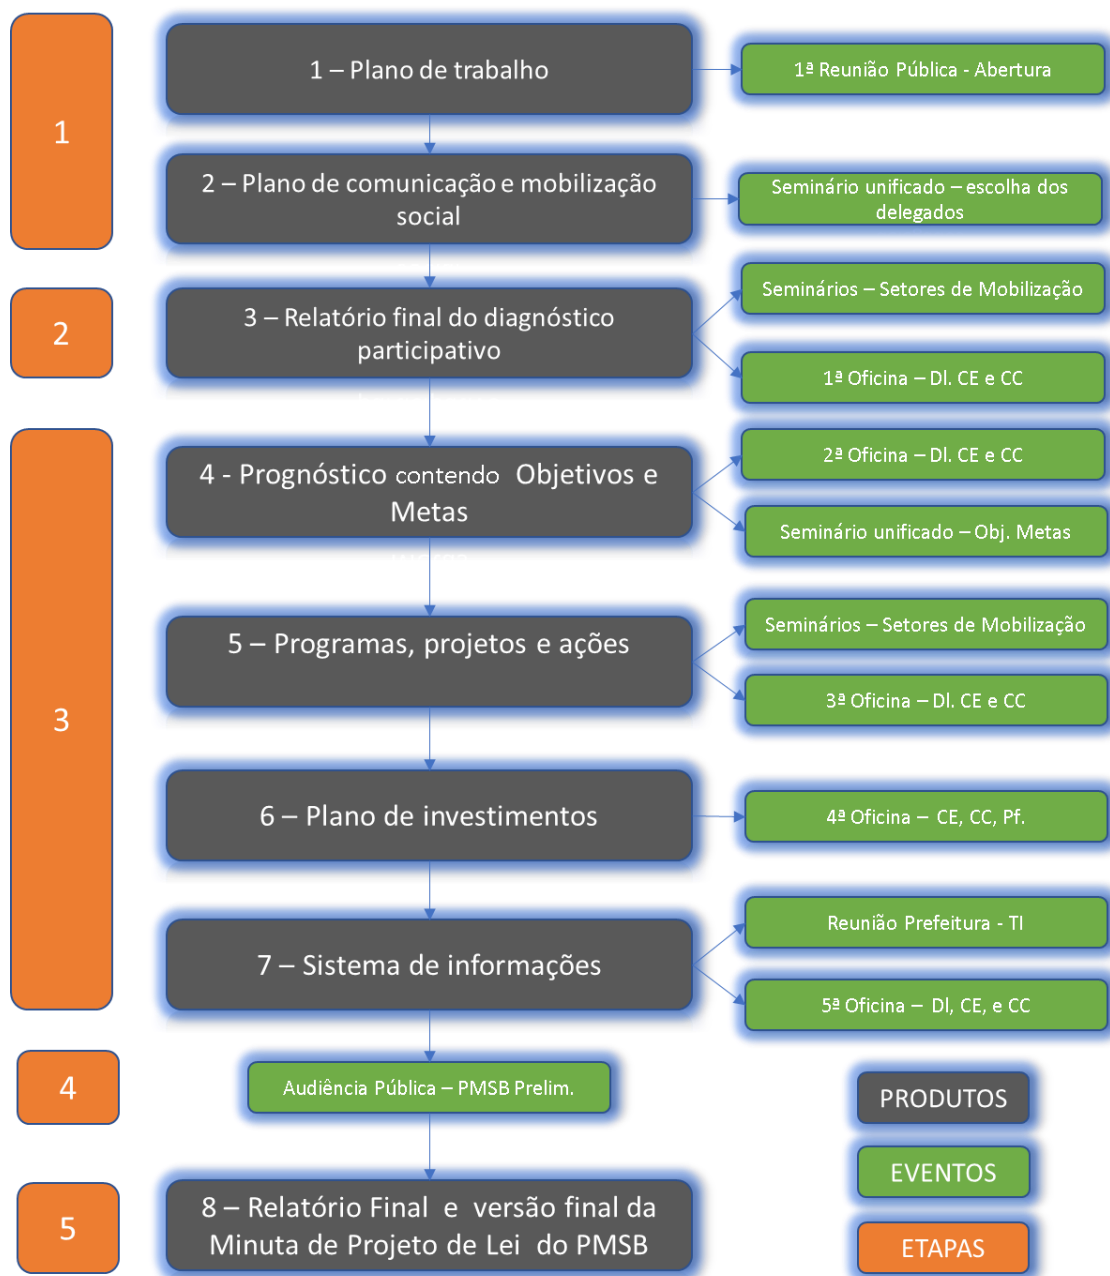 1
1 – Plano de trabalho
1ª Reunião Pública - Abertura
2 – Plano de comunicação e mobilização
social
Seminário unificado – escolha dos
delegados
2
3 – Relatório final do diagnóstico
participativo
Seminários – Setores de Mobilização
1ª Oficina – Dl. CE e CC
3
4 - Prognóstico contendo Objetivos e
Metas
2ª Oficina – Dl. CE e CC
Seminário unificado – Obj. Metas
5 – Programas, projetos e ações
Seminários – Setores de Mobilização
3ª Oficina – Dl. CE e CC
6 – Plano de investimentos
4ª Oficina – CE, CC, Pf.
7 – Sistema de informações
Reunião Prefeitura - TI
5ª Oficina – Dl, CE, e CC
4
Audiência Pública – PMSB Prelim.
5
8 – Relatório Final e versão final da
Minuta de Projeto de Lei do PMSB
PRODUTOS
EVENTOS
ETAPAS